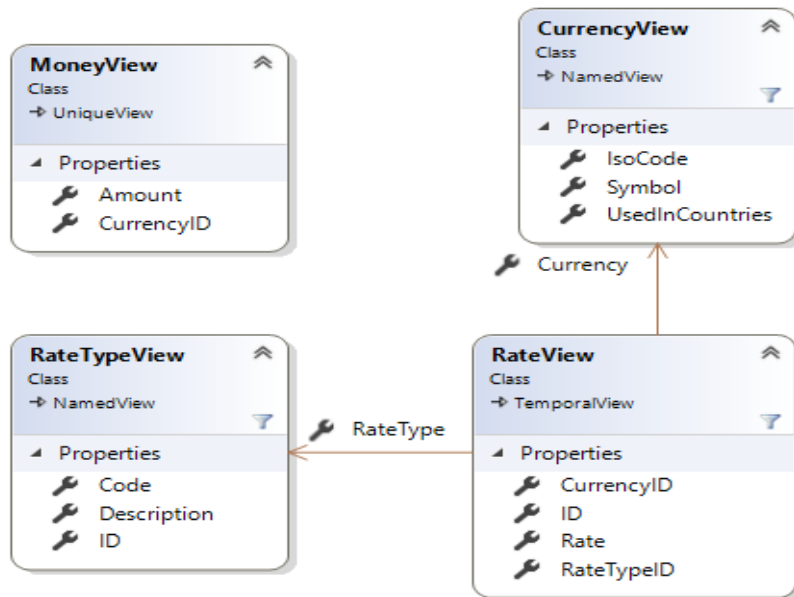 MoneyView
Class
UniqueView
Properties
Amount
CurrencyID
CurrencyView
Class
NamedView
Properties
IsoCode
Symbol
UsedInCountries
Currency
RateTypeView
Class
NamedView
Properties
Code
Description
ID
RateType
RateView
Class
TemporalView
Properties
CurrencyID
ID
Rate
RateTypeID